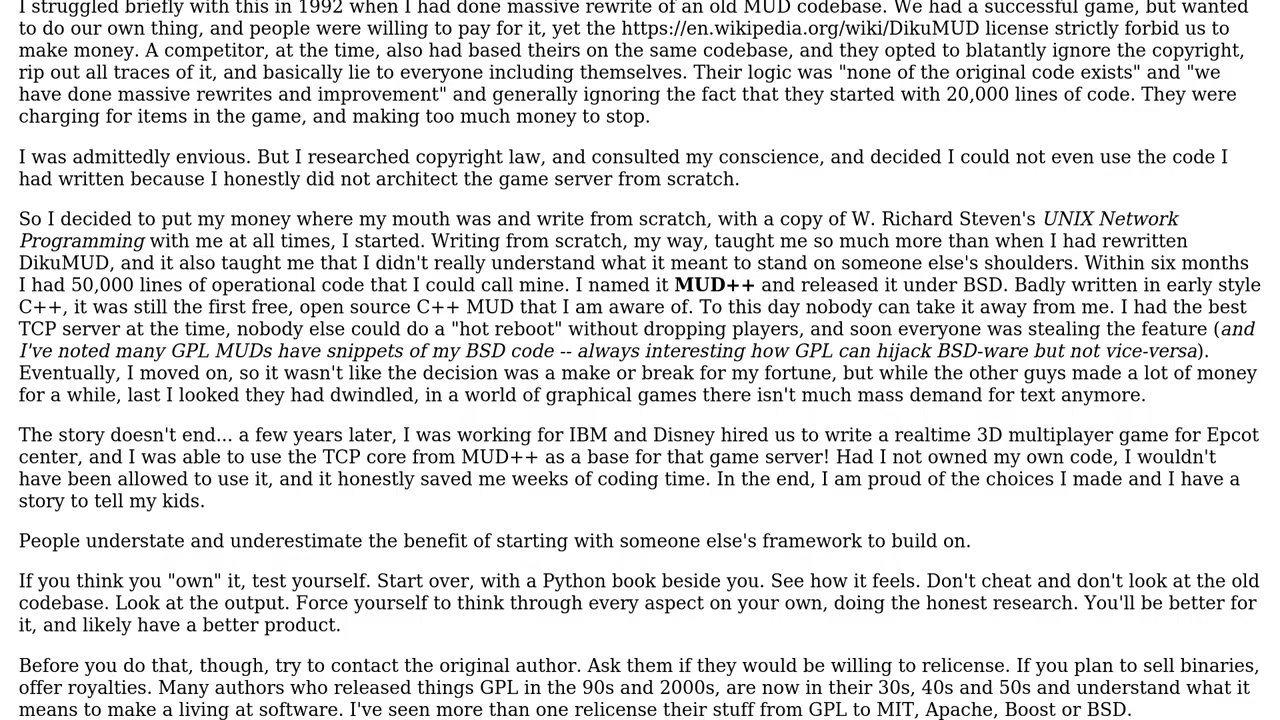 I struggled briefly with this in 1992 when I had done massive rewrite of an old MUD codebase. We had a successful game, but wanted
to do our own thing, and people were willing to pay for it, yet the https://en.wikipedia.org/wiki/DikuMUD license strictly forbid us to
make money. A competitor, at the time, also had based theirs on the same codebase, and they opted to blatantly ignore the copyright,
rip out all traces of it, and basically lie to everyone including themselves. Their logic was "none of the original code exists" and "we
have done massive rewrites and improvement" and generally ignoring the fact that they started with 20,000 lines of code. They were
charging for items in the game, and making too much money to stop.
I was admittedly envious. But I researched copyright law, and consulted my conscience, and decided I could not even use the code I
had written because I honestly did not architect the game server from scratch.
So I decided to put my money where my mouth was and write from scratch, with a copy of W. Richard Steven's UNIX Network
Programming with me at all times, I started. Writing from scratch, my way, taught me so much more than when I had rewritten
DikuMUD, and it also taught me that I didn't really understand what it meant to stand on someone else's shoulders. Within six months
I had 50,000 lines of operational code that I could call mine. I named it MUD++ and released it under BSD. Badly written in early style
C++, it was still the first free, open source C++ MUD that I am aware of. To this day nobody can take it away from me. I had the best
TCP server at the time, nobody else could do a "hot reboot" without dropping players, and soon everyone was stealing the feature (and
I've noted many GPL MUDs have snippets of my BSD code -- always interesting how GPL can hijack BSD-ware but not vice-versa).
Eventually, I moved on, so it wasn't like the decision was a make or break for my fortune, but while the other guys made a lot of money
for a while, last I looked they had dwindled, in a world of graphical games there isn't much mass demand for text anymore.
The story doesn't end... a few years later, I was working for IBM and Disney hired us to write a realtime 3D multiplayer game for Epcot
center, and I was able to use the TCP core from MUD++ as a base for that game server! Had I not owned my own code, I wouldn't
have been allowed to use it, and it honestly saved me weeks of coding time. In the end, I am proud of the choices I made and I have a
story to tell my kids.
People understate and underestimate the benefit of starting with someone else's framework to build on.
If you think you "own" it, test yourself. Start over, with a Python book beside you. See how it feels. Don't cheat and don't look at the old
codebase. Look at the output. Force yourself to think through every aspect on your own, doing the honest research. You'll be better for
it, and likely have a better product.
Before you do that, though, try to contact the original author. Ask them if they would be willing to relicense. If you plan to sell binaries,
offer royalties. Many authors who released things GPL in the 90s and 2000s, are now in their 30s, 40s and 50s and understand what it
means to make a living at software. I've seen more than one relicense their stuff from GPL to MIT, Apache, Boost or BSD.